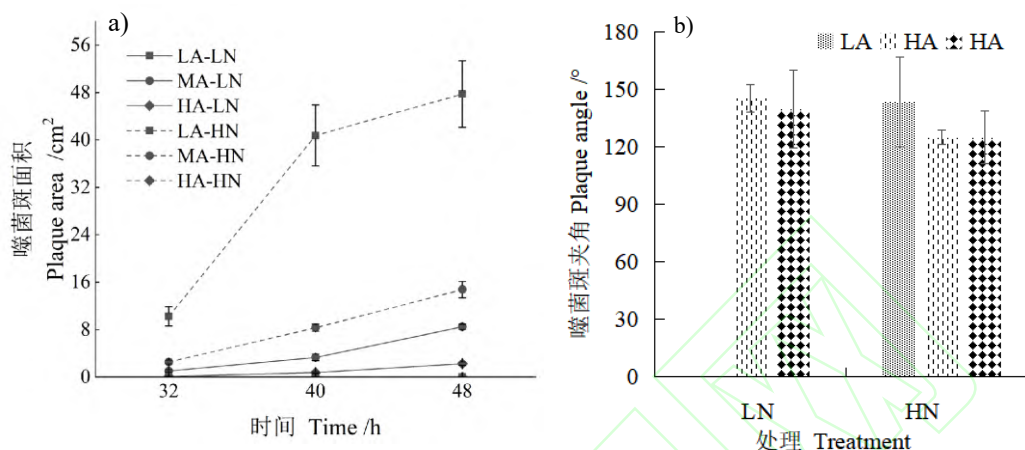 a)
噬菌斑面积
Plaque area /cm2
56
48
40
32
24
16
8
0
LA-LN
MA-LN
HA-LN
LA-HN
MA-HN
HA-HN
32
40
48
时间 Time /h
b)
LA HA HA
噬菌斑夹角 Plaque angle/°
180
150
120
90
60
30
0
LN
HN
处理 Treatment